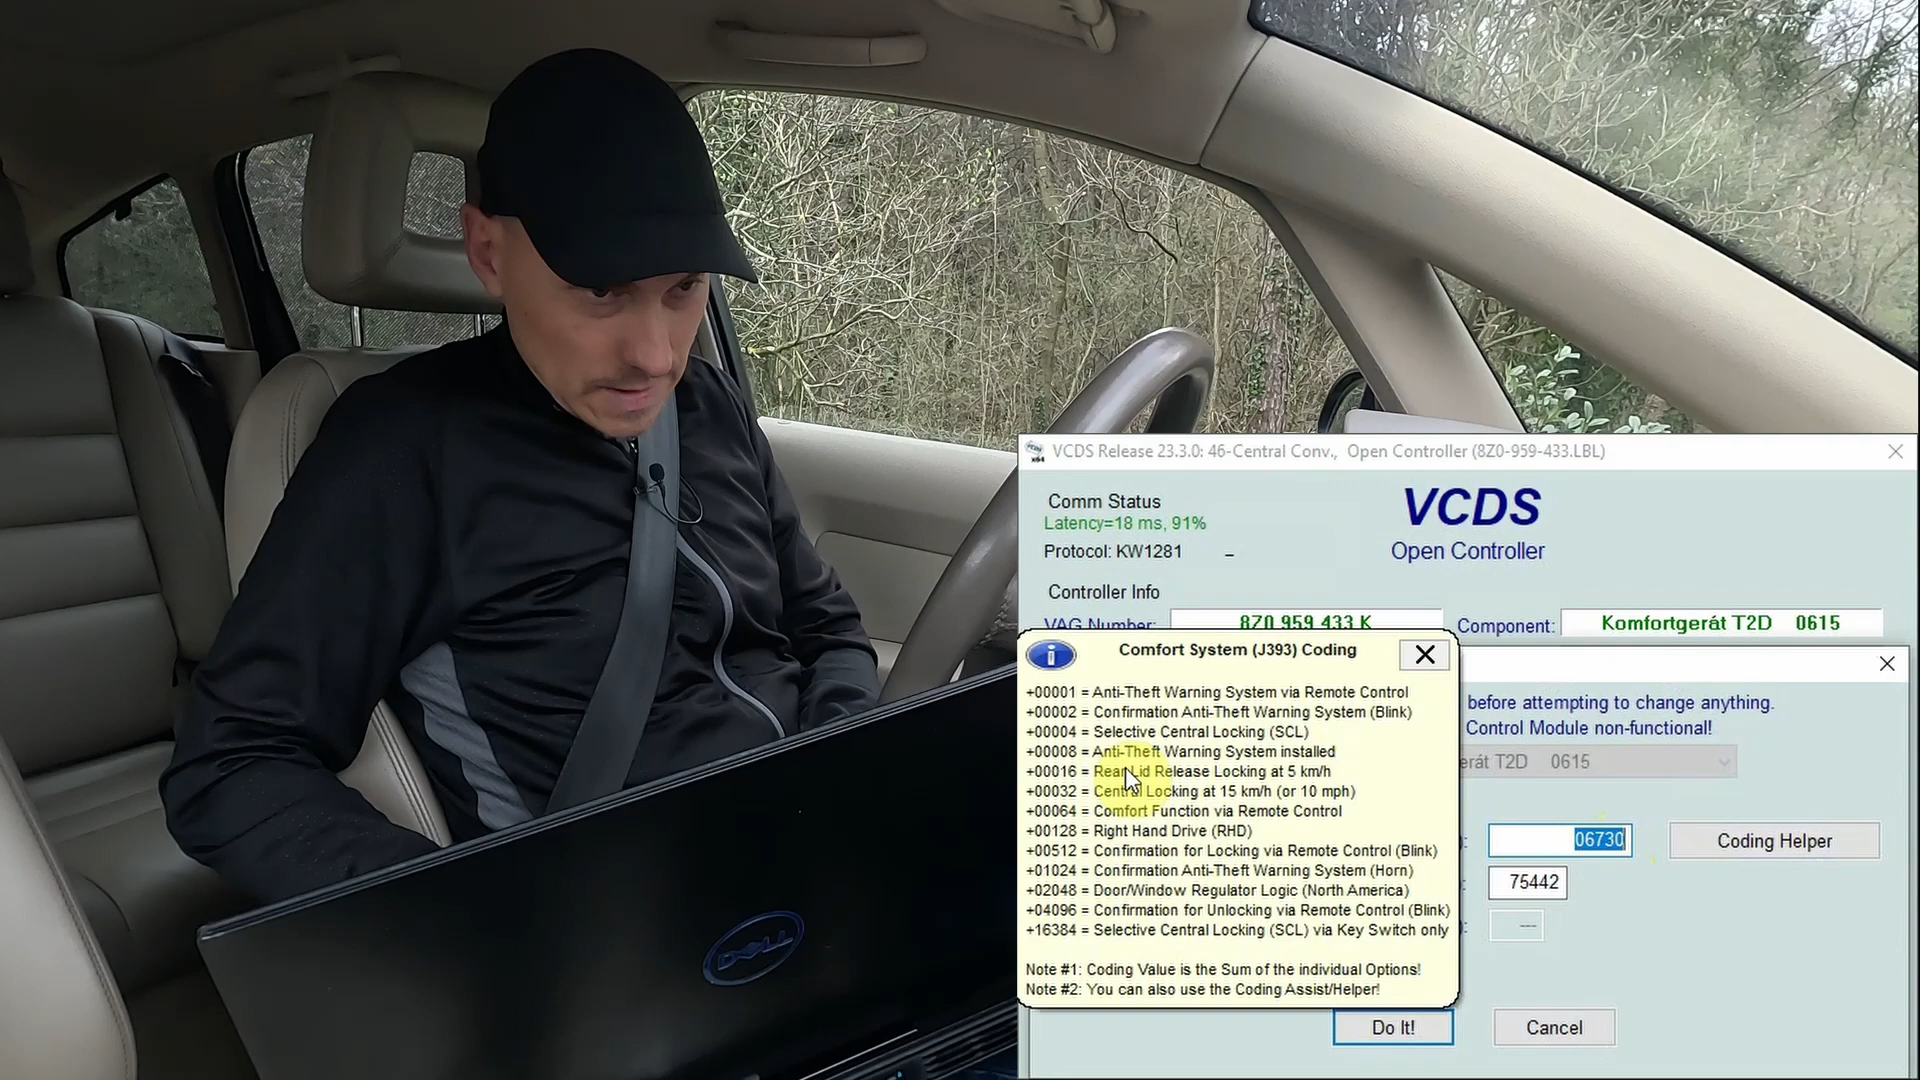 VCDS Release 23.3.0: 46-Central Conv., Open Controller (8Z0-959-433.LBL)
Comm Status
Latency=18 ms, 91%
Protocol: KW1281
VCDS
Open Controller
Controller Info
VAG Number: 8Z0 959 433 K
Component: Komfortgerát T2D 0615
Comfort System (J393) Coding
+00001 = Anti-Theft Warning System via Remote Control
+00002 = Confirmation Anti-Theft Warning System (Blink)
+00004 = Selective Central Locking (SCL)
+00008 = Anti-Theft Warning System installed
+00016 = Rear Lid Release Locking at 5 km/h
+00032 = Central Locking at 15 km/h (or 10 mph)
+00064 = Comfort Function via Remote Control
+00128 = Right Hand Drive (RHD)
+00512 = Confirmation for Locking via Remote Control (Blink)
+01024 = Confirmation Anti-Theft Warning System (Horn)
+02048 = Door/Window Regulator Logic (North America)
+04096 = Confirmation for Unlocking via Remote Control (Blink)
+16384 = Selective Central Locking (SCL) via Key Switch only
Note #1: Coding Value is the Sum of the individual Options!
Note #2: You can also use the Coding Assist/Helper!
before attempting to change anything.
Control Module non-functional!
erát T2D 0615
06730
Coding Helper
75442
---
Do It!
Cancel
DELL